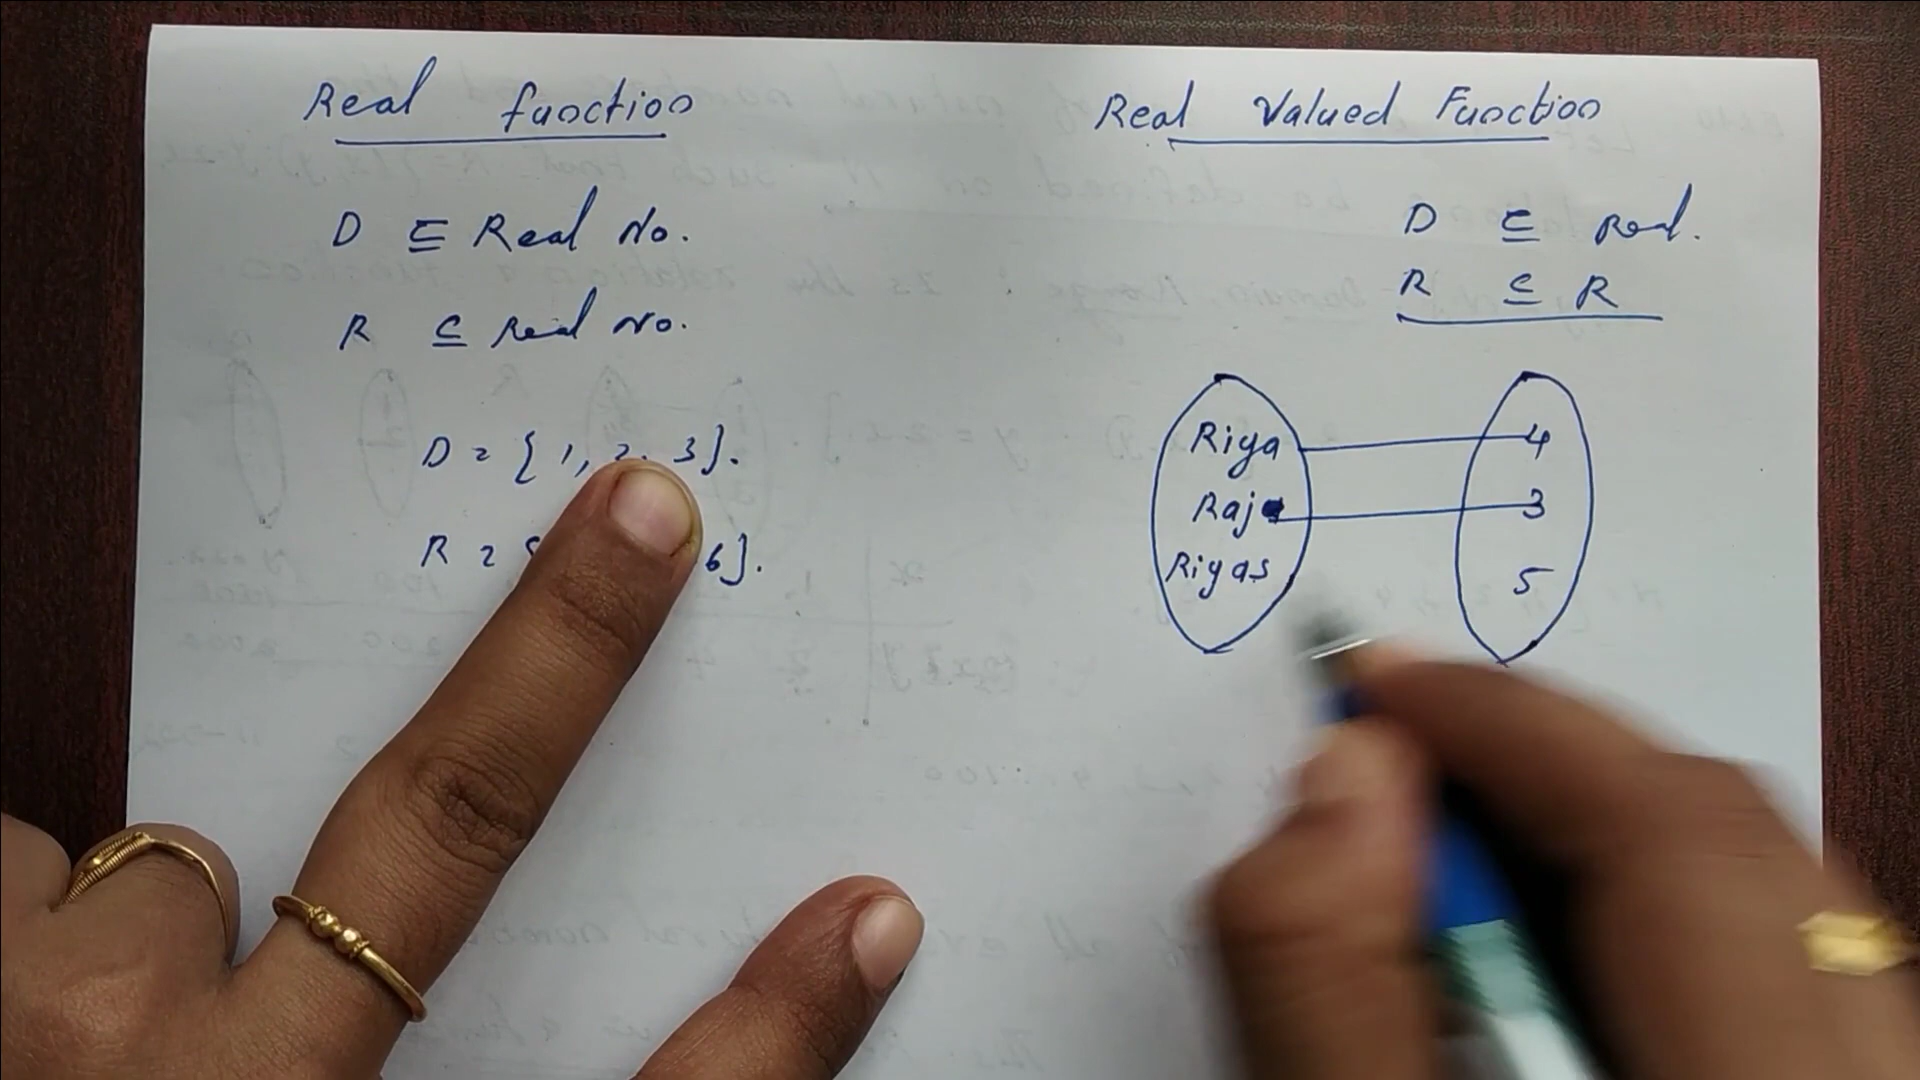 Real function
D ⊆ Real No.
R ⊆ Real No.
D = { 1, 2, 3}.
R = 6}.
Real Valued Function
D ⊆ Real.
R ⊆ R
Riya 4
Raj 3
Riyas 5